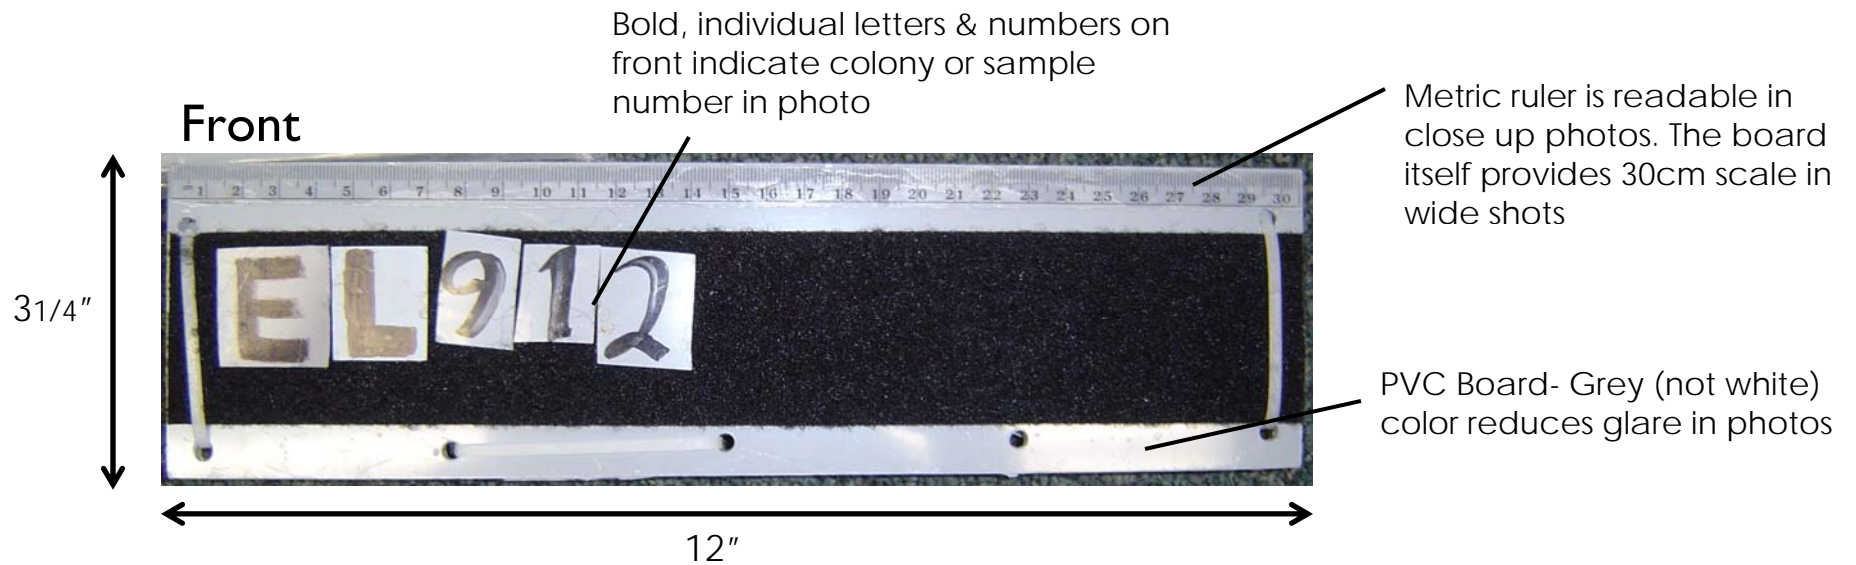 Bold, individual letters & numbers on
front indicate colony or sample
number in photo
Metric ruler is readable in
close up photos. The board
itself provides 30cm scale in
wide shots
Front
1 2 3 4 5 6 7 8 9 10 11 12 13 14 15 16 17 18 19 20 21 22 23 24 25 26 27 28 29 30
EL912
31/4"
PVC Board- Grey (not white)
color reduces glare in photos
12"